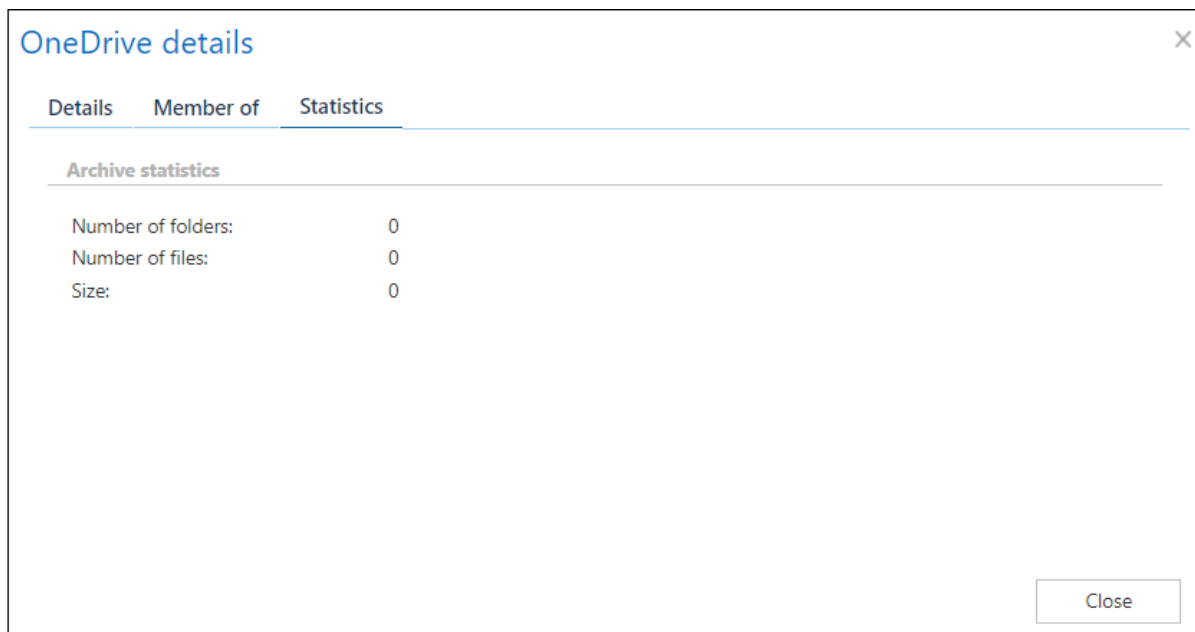 OneDrive details
Details Member of Statistics
Archive statistics
Number of folders: 0
Number of files: 0
Size: 0
Close